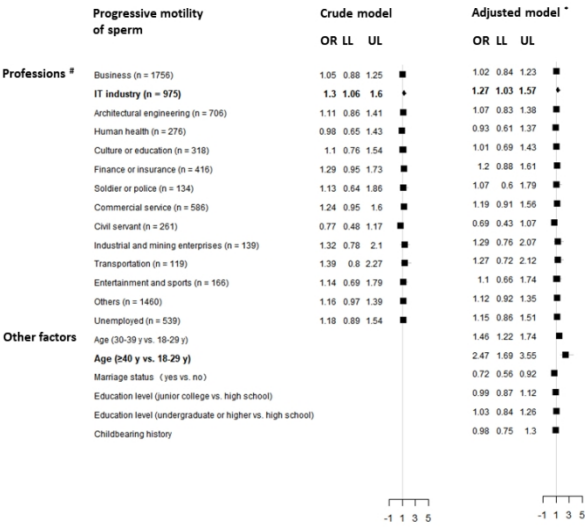 Progressive motility of sperm Crude model Adjusted model *
OR LL UL OR LL UL
Professions #
Business (n = 1756) 1.05 0.88 1.25 1.02 0.84 1.23
IT industry (n = 975) 1.3 1.06 1.6 1.27 1.03 1.57
Architectural engineering (n = 706) 1.11 0.86 1.41 1.07 0.83 1.38
Human health (n = 276) 0.98 0.65 1.43 0.93 0.61 1.37
Culture or education (n = 318) 1.1 0.76 1.54 1.01 0.69 1.43
Finance or insurance (n = 416) 1.29 0.95 1.73 1.2 0.88 1.61
Soldier or police (n = 134) 1.13 0.64 1.86 1.07 0.6 1.79
Commercial service (n = 586) 1.24 0.95 1.6 1.19 0.91 1.56
Civil servant (n = 261) 0.77 0.48 1.17 0.69 0.43 1.07
Industrial and mining enterprises (n = 139) 1.32 0.78 2.1 1.29 0.76 2.07
Transportation (n = 119) 1.39 0.8 2.27 1.27 0.72 2.12
Entertainment and sports (n = 166) 1.14 0.69 1.79 1.1 0.66 1.74
Others (n = 1460) 1.16 0.97 1.39 1.12 0.92 1.35
Unemployed (n = 539) 1.18 0.89 1.54 1.15 0.86 1.51
Other factors
Age (30-39 y vs. 18-29 y) 1.46 1.22 1.74
Age (≥40 y vs. 18-29 y) 2.47 1.69 3.55
Marriage status (yes vs. no) 0.72 0.56 0.92
Education level (junior college vs. high school) 0.99 0.87 1.12
Education level (undergraduate or higher vs. high school) 1.03 0.84 1.26
Childbearing history 0.98 0.75 1.3
-1 1 3 5 -1 1 3 5